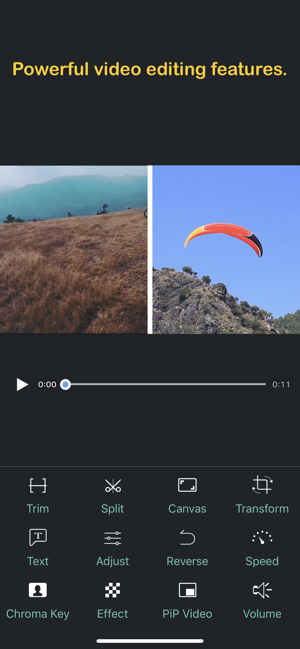 Powerful video editing features.
0:00 0:11
Trim Split Canvas Transform
T
Text Adjust Reverse Speed
Chroma Key Effect PiP Video Volume